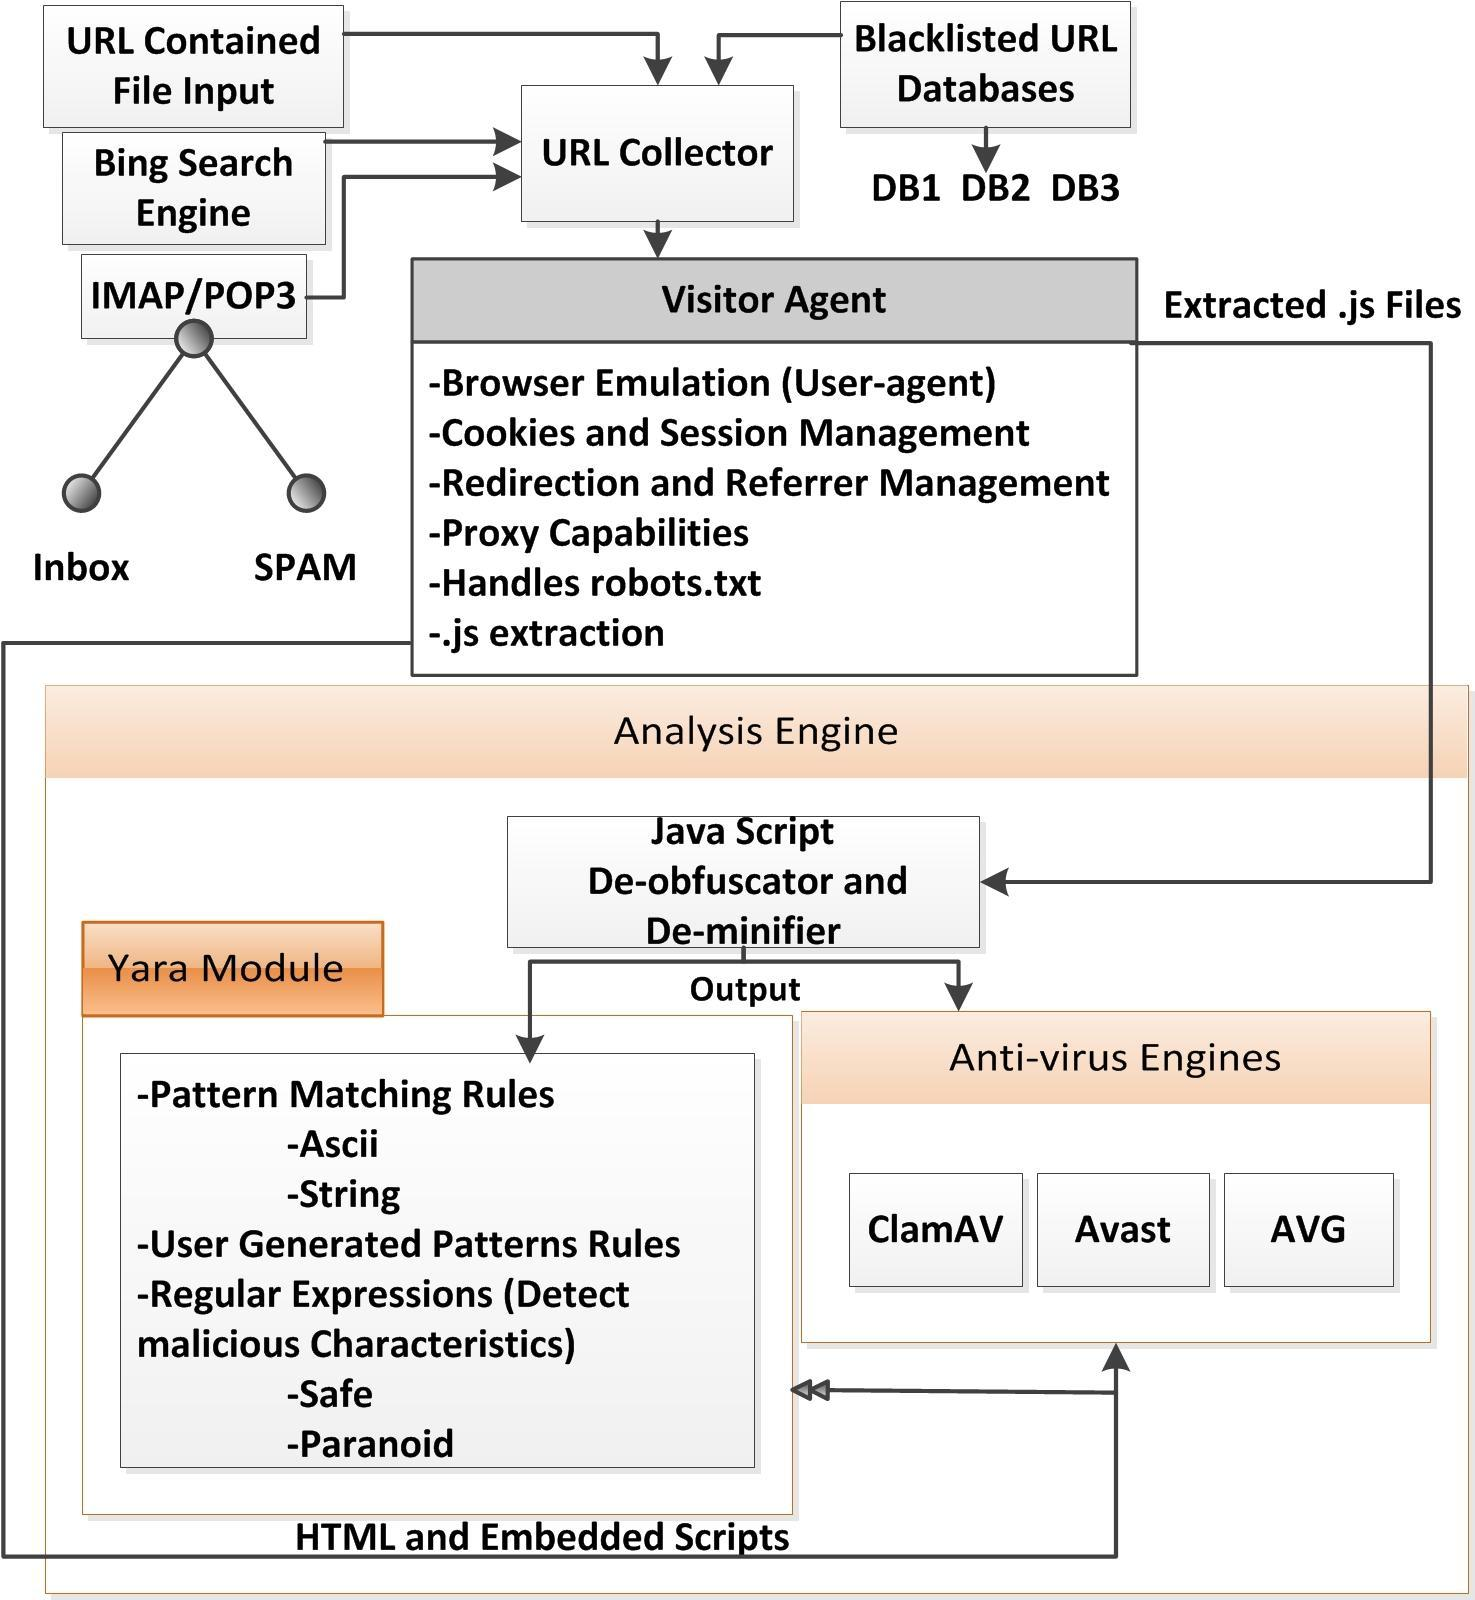 URL Contained
File Input
Blacklisted URL
Databases
Bing Search
Engine
URL Collector
DB1 DB2 DB3
IMAP/POP3
Inbox
SPAM
Visitor Agent
Extracted .js Files
-Browser Emulation (User-agent)
-Cookies and Session Management
-Redirection and Referrer Management
-Proxy Capabilities
-Handles robots.txt
-.js extraction
Analysis Engine
Java Script
De-obfuscator and
De-minifier
Output
Yara Module
-Pattern Matching Rules
-Ascii
-String
-User Generated Patterns Rules
-Regular Expressions (Detect
malicious Characteristics)
-Safe
-Paranoid
Anti-virus Engines
ClamAV
Avast
AVG
HTML and Embedded Scripts